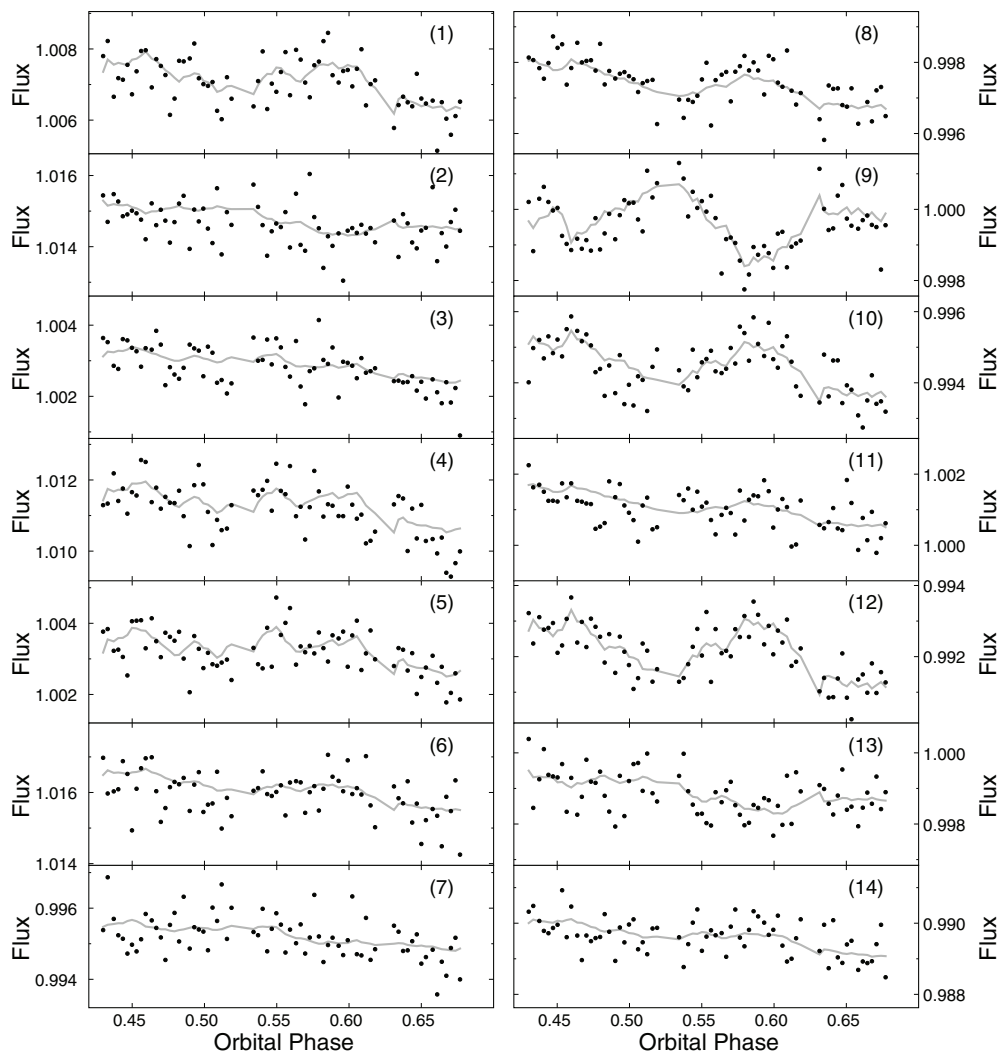 (1)
1.008
1.006
Flux
(2)
1.016
1.014
Flux
(3)
1.004
1.002
Flux
(4)
1.012
1.010
Flux
(5)
1.004
1.002
Flux
(6)
1.016
1.014
Flux
(7)
0.996
0.994
Flux
0.45 0.50 0.55 0.60 0.65
Orbital Phase
(8)
0.998
0.996
Flux
(9)
1.000
0.998
Flux
(10)
0.996
0.994
Flux
(11)
1.002
1.000
Flux
(12)
0.994
0.992
Flux
(13)
1.000
0.998
Flux
(14)
0.990
0.988
Flux
0.45 0.50 0.55 0.60 0.65
Orbital Phase